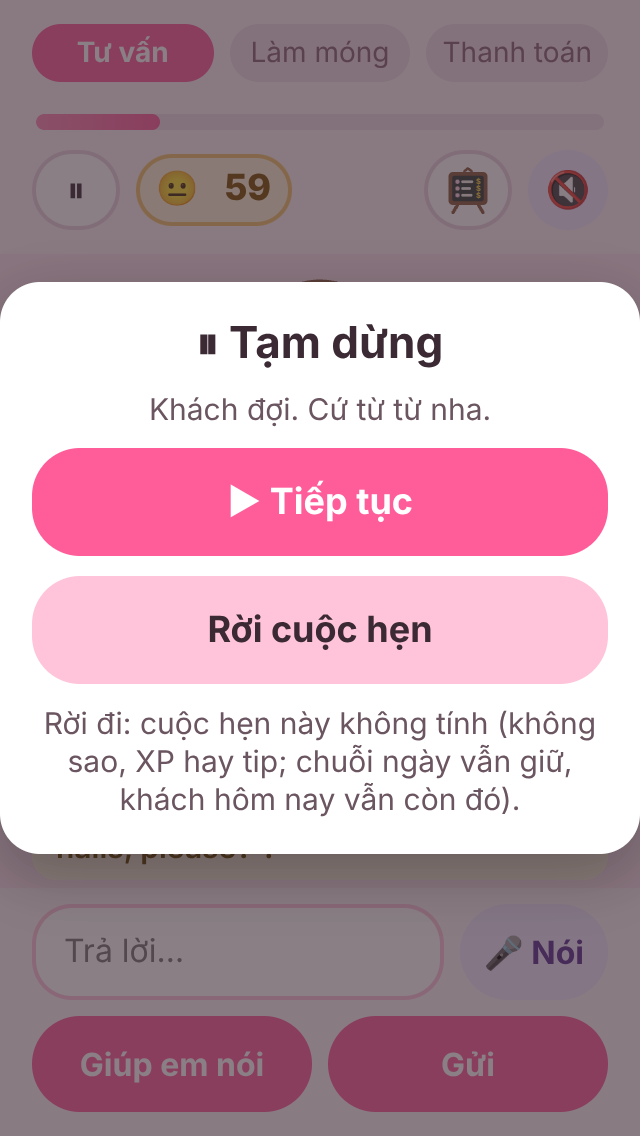 Tư vấn
Làm móng
Thanh toán
59
Tạm dừng
Khách đợi. Cứ từ từ nha.
Tiếp tục
Rời cuộc hẹn
Rời đi: cuộc hẹn này không tính (không
sao, XP hay tip; chuỗi ngày vẫn giữ,
khách hôm nay vẫn còn đó).
Trả lời...
Nói
Giúp em nói
Gửi